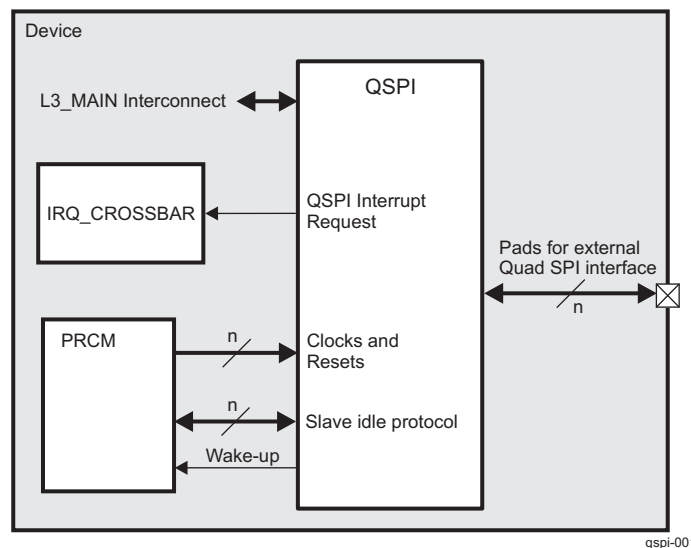 Device
QSPI
L3_MAIN Interconnect
IRQ_CROSSBAR
QSPI Interrupt
Request
Pads for external
Quad SPI interface
n
PRCM
n
Clocks and
Resets
n
Slave idle protocol
Wake-up
qspi-00